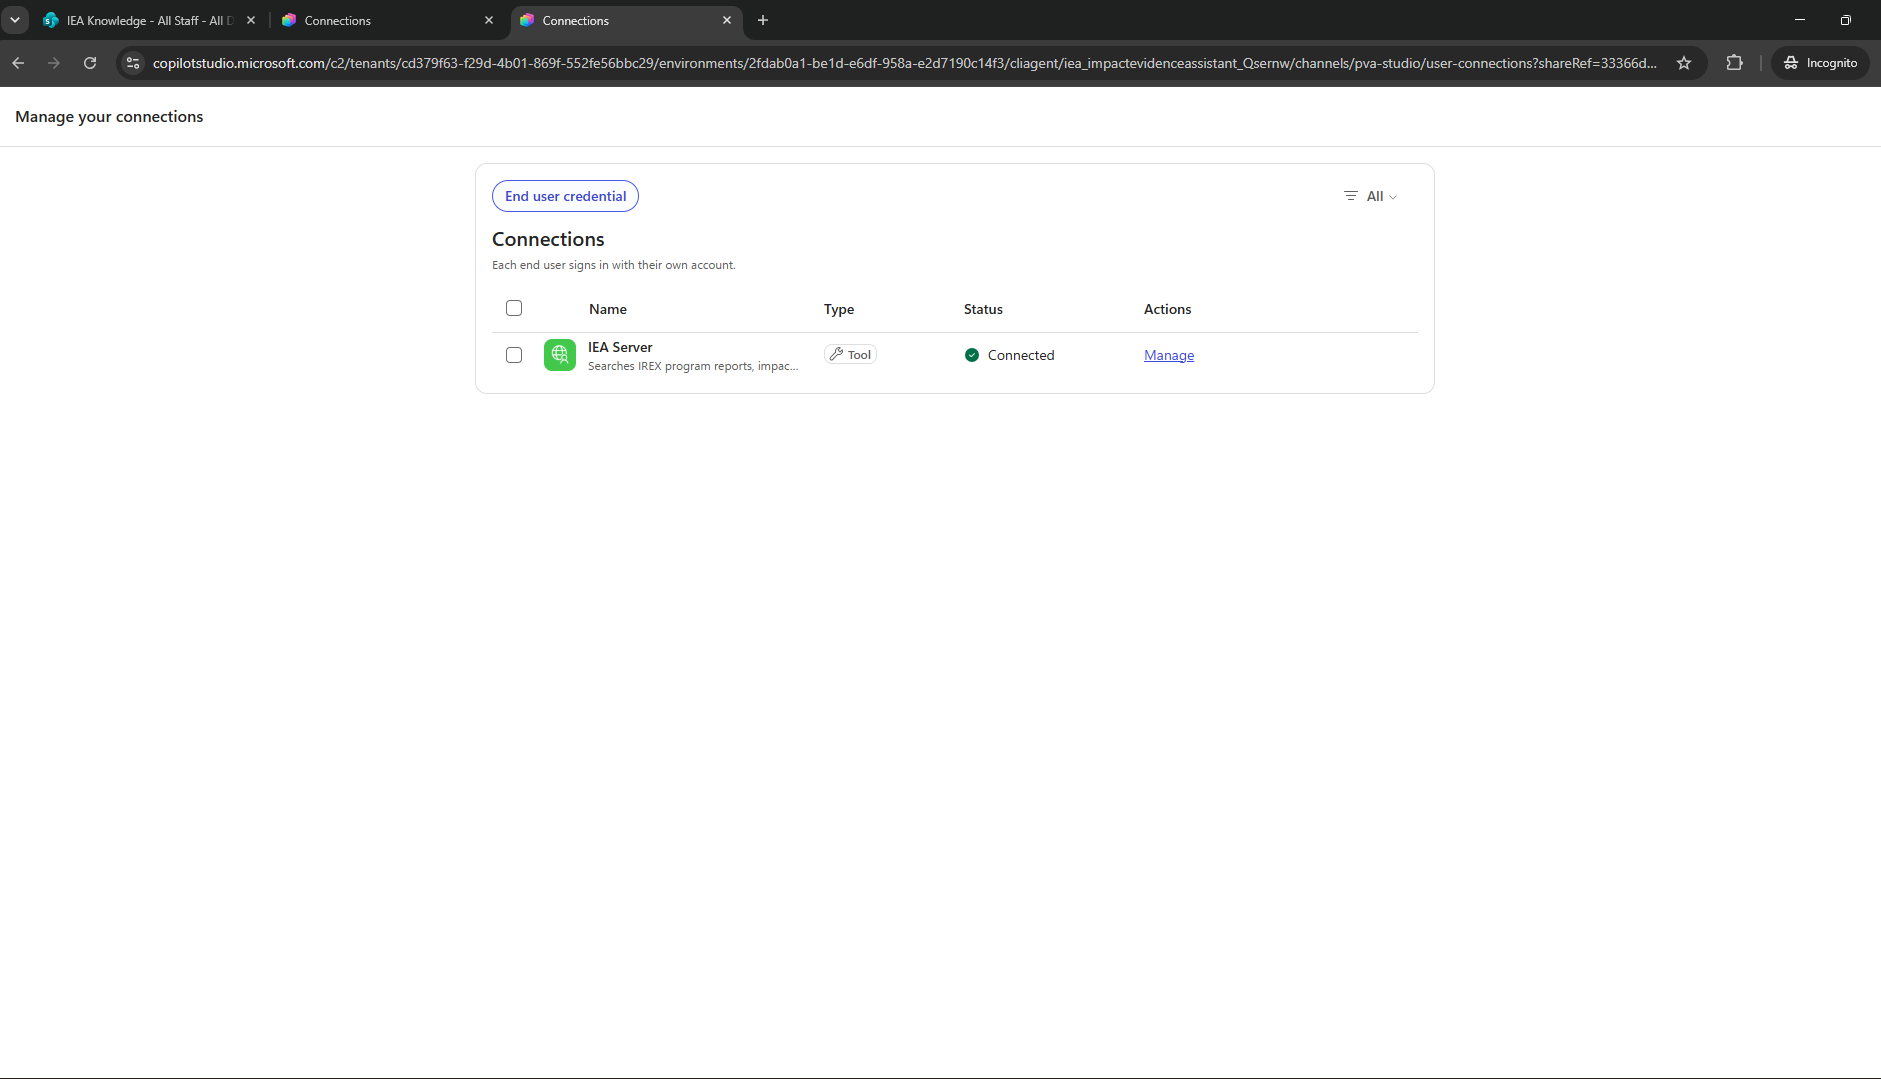 IEA Knowledge - All Staff - All D
Connections
Connections
copilotstudio.microsoft.com/c2/tenants/cd379f63-f29d-4b01-869f-552fe56bbc29/environments/2fdab0a1-be1d-e6df-958a-e2d7190c14f3/cliagent/iea_impactevidenceassistant_Qsernw/channels/pva-studio/user-connections?shareRef=33366d...
Incognito
Manage your connections
End user credential
All
Connections
Each end user signs in with their own account.
Name Type Status Actions
IEA Server
Searches IREX program reports, impac...
Tool
Connected
Manage